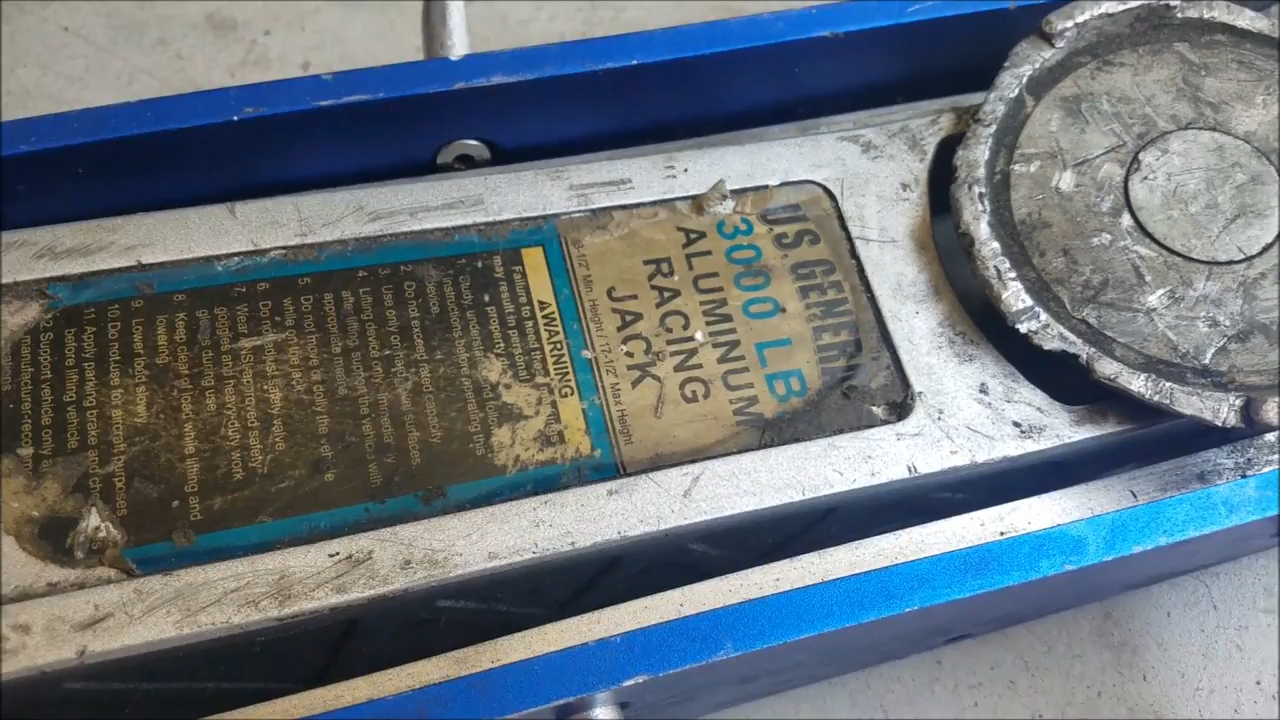 U.S. GENERAL
3000 LB
ALUMINUM
RACING
JACK
3-1/2" Min. Height / 17-1/2" Max Height
⚠WARNING
Failure to heed these
may result in personal
property
1. Study, understand, and follow
instructions before operating this
device.
2. Do not exceed rated capacity
3. Use only on hard level surfaces.
4. Lifting device only. Immediately
after lifting, support the vehicle with
appropriate means
5. Do not move or dolly the vehicle
while on the jack.
6. Do not adjust safety valve.
7. Wear ANSI-approved safety
goggles and heavy-duty work
gloves during use.
8. Keep clear of load while lifting and
lowering.
9. Lower load slowly.
10. Do not use for aircraft purposes
11 Apply parking brake and
before lifting vehicle.
12. Support vehicle only
manufacturer-recom